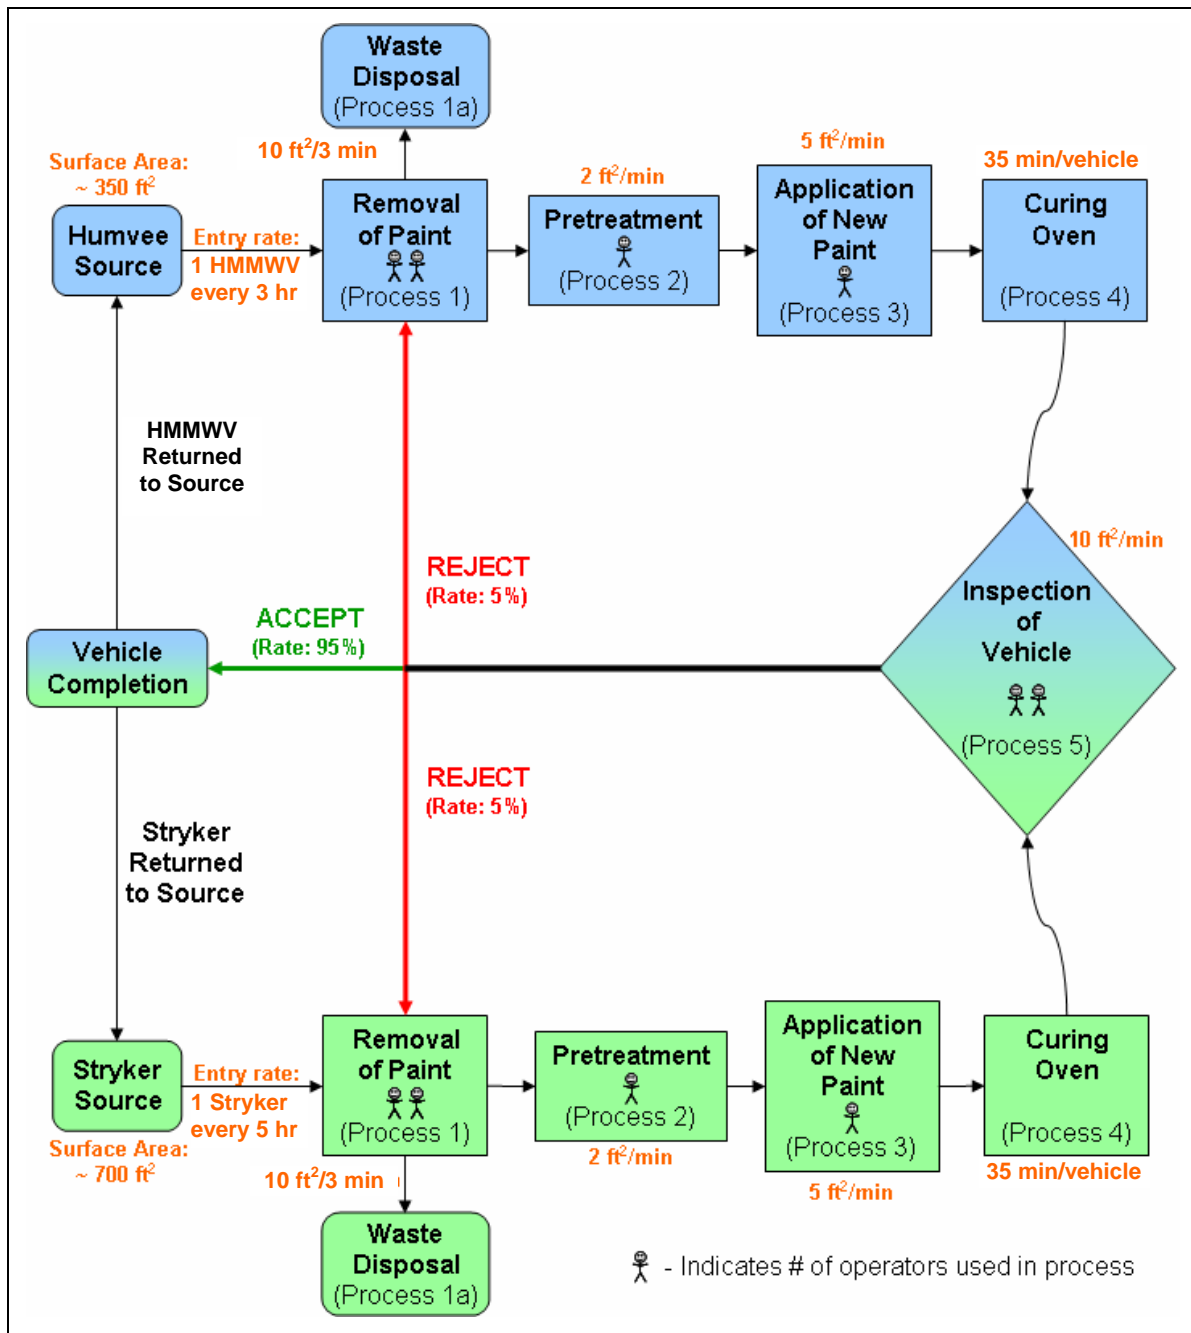 Waste
Disposal
(Process 1a)
10 ft²/3 min
Surface Area:
~ 350 ft²
Humvee
Source
Entry rate:
1 HMMWV
every 3 hr
Removal
of Paint
(Process 1)
2 ft²/min
Pretreatment
(Process 2)
5 ft²/min
Application
of New
Paint
(Process 3)
35 min/vehicle
Curing
Oven
(Process 4)
HMMWV
Returned
to Source
REJECT
(Rate: 5%)
ACCEPT
(Rate: 95%)
10 ft²/min
Inspection
of
Vehicle
(Process 5)
Vehicle
Completion
REJECT
(Rate: 5%)
Stryker
Returned
to Source
Stryker
Source
Surface Area:
~ 700 ft²
Entry rate:
1 Stryker
every 5 hr
Removal
of Paint
(Process 1)
10 ft²/3 min
Pretreatment
(Process 2)
2 ft²/min
Application
of New
Paint
(Process 3)
5 ft²/min
Curing
Oven
(Process 4)
35 min/vehicle
Waste
Disposal
(Process 1a)
- Indicates # of operators used in process